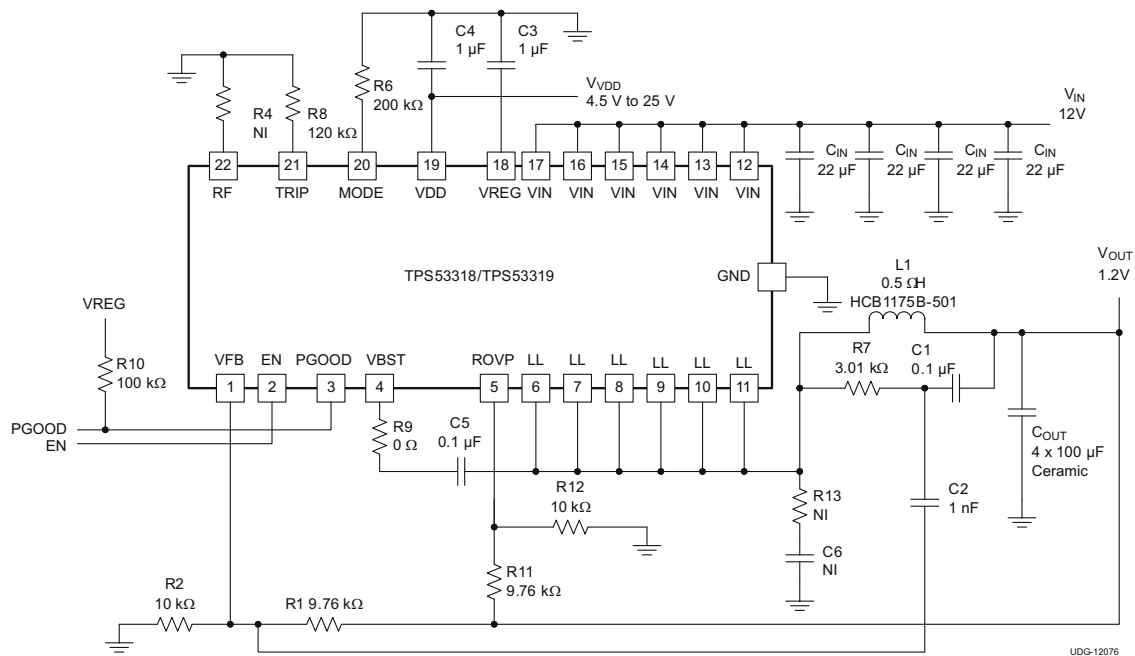 C4
1 µF
C3
1 µF
R6
200 kΩ
R4
NI
R8
120 kΩ
VVDD
4.5 V to 25 V
VIN
12V
CIN
22 µF
CIN
22 µF
CIN
22 µF
CIN
22 µF
22 21 20 19 18 17 16 15 14 13 12
RF TRIP MODE VDD VREG VIN VIN VIN VIN VIN VIN
TPS53318/TPS53319
GND
VREG
R10
100 kΩ
VFB EN PGOOD VBST ROVP LL LL LL LL LL LL
1 2 3 4 5 6 7 8 9 10 11
PGOOD
EN
L1
0.5 ΩH
HCB1175B-501
VOUT
1.2V
R7
3.01 kΩ
C1
0.1 µF
R9
0 Ω
C5
0.1 µF
COUT
4 x 100 µF
Ceramic
R12
10 kΩ
R13
NI
C2
1 nF
C6
NI
R11
9.76 kΩ
R2
10 kΩ
R1 9.76 kΩ
UDG-12076